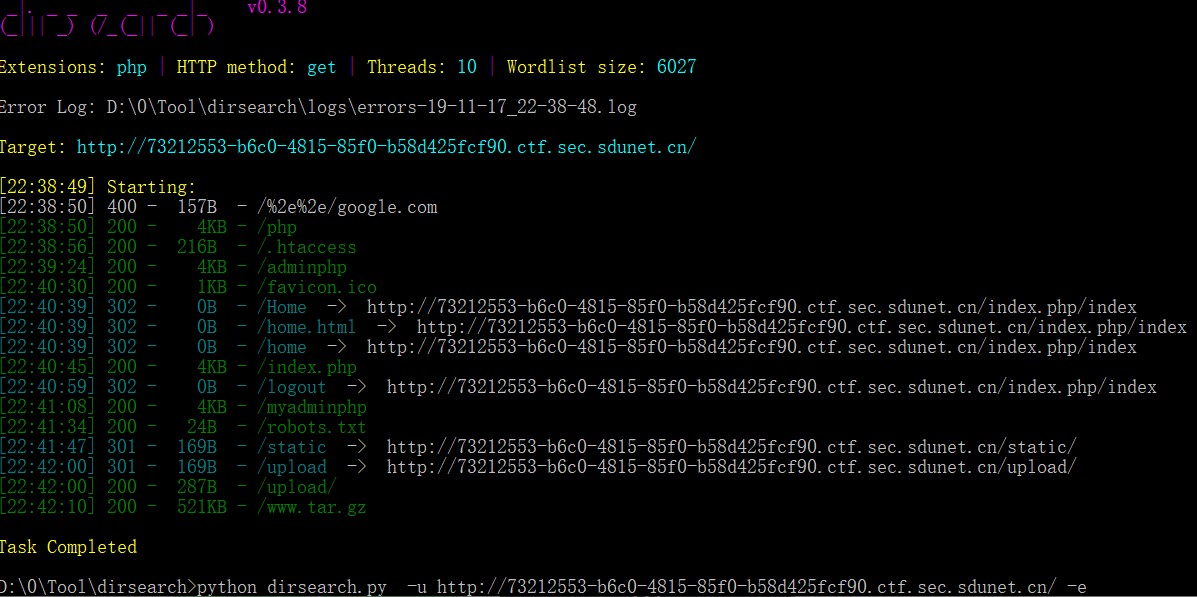 dirsearch v0.3.8
Extensions: php | HTTP method: get | Threads: 10 | Wordlist size: 6027
Error Log: D:\0\Tool\dirsearch\logs\errors-19-11-17_22-38-48.log
Target: http://73212553-b6c0-4815-85f0-b58d425fcf90.ctf.sec.sdunet.cn/
[22:38:49] Starting:
[22:38:50] 400 -  157B  - /%2e%2e/google.com
[22:38:50] 200 -    4KB - /php
[22:38:56] 200 -  216B  - /.htaccess
[22:39:24] 200 -    4KB - /adminphp
[22:40:30] 200 -    1KB - /favicon.ico
[22:40:39] 302 -    0B  - /Home  ->  http://73212553-b6c0-4815-85f0-b58d425fcf90.ctf.sec.sdunet.cn/index.php/index
[22:40:39] 302 -    0B  - /home.html  ->  http://73212553-b6c0-4815-85f0-b58d425fcf90.ctf.sec.sdunet.cn/index.php/index
[22:40:39] 302 -    0B  - /home  ->  http://73212553-b6c0-4815-85f0-b58d425fcf90.ctf.sec.sdunet.cn/index.php/index
[22:40:45] 200 -    4KB - /index.php
[22:40:59] 302 -    0B  - /logout  ->  http://73212553-b6c0-4815-85f0-b58d425fcf90.ctf.sec.sdunet.cn/index.php/index
[22:41:08] 200 -    4KB - /myadminphp
[22:41:34] 200 -   24B  - /robots.txt
[22:41:47] 301 -  169B  - /static  ->  http://73212553-b6c0-4815-85f0-b58d425fcf90.ctf.sec.sdunet.cn/static/
[22:42:00] 301 -  169B  - /upload  ->  http://73212553-b6c0-4815-85f0-b58d425fcf90.ctf.sec.sdunet.cn/upload/
[22:42:00] 200 -  287B  - /upload/
[22:42:10] 200 -  521KB - /www.tar.gz
Task Completed
D:\0\Tool\dirsearch>python dirsearch.py  -u http://73212553-b6c0-4815-85f0-b58d425fcf90.ctf.sec.sdunet.cn/ -e